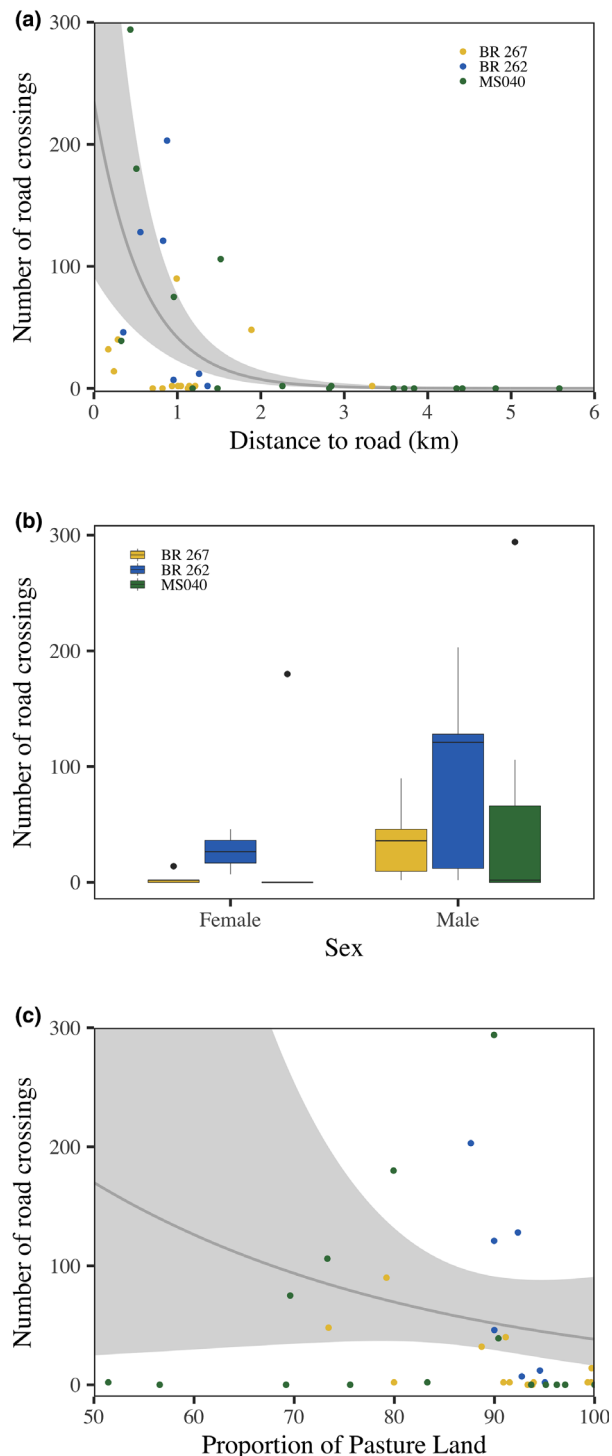 (a)
300
200
100
0
Number of road crossings
BR 267
BR 262
MS040
0 1 2 3 4 5 6
Distance to road (km)
(b)
300
200
100
0
Number of road crossings
BR 267
BR 262
MS040
Female Male
Sex
(c)
300
200
100
0
Number of road crossings
50 60 70 80 90 100
Proportion of Pasture Land